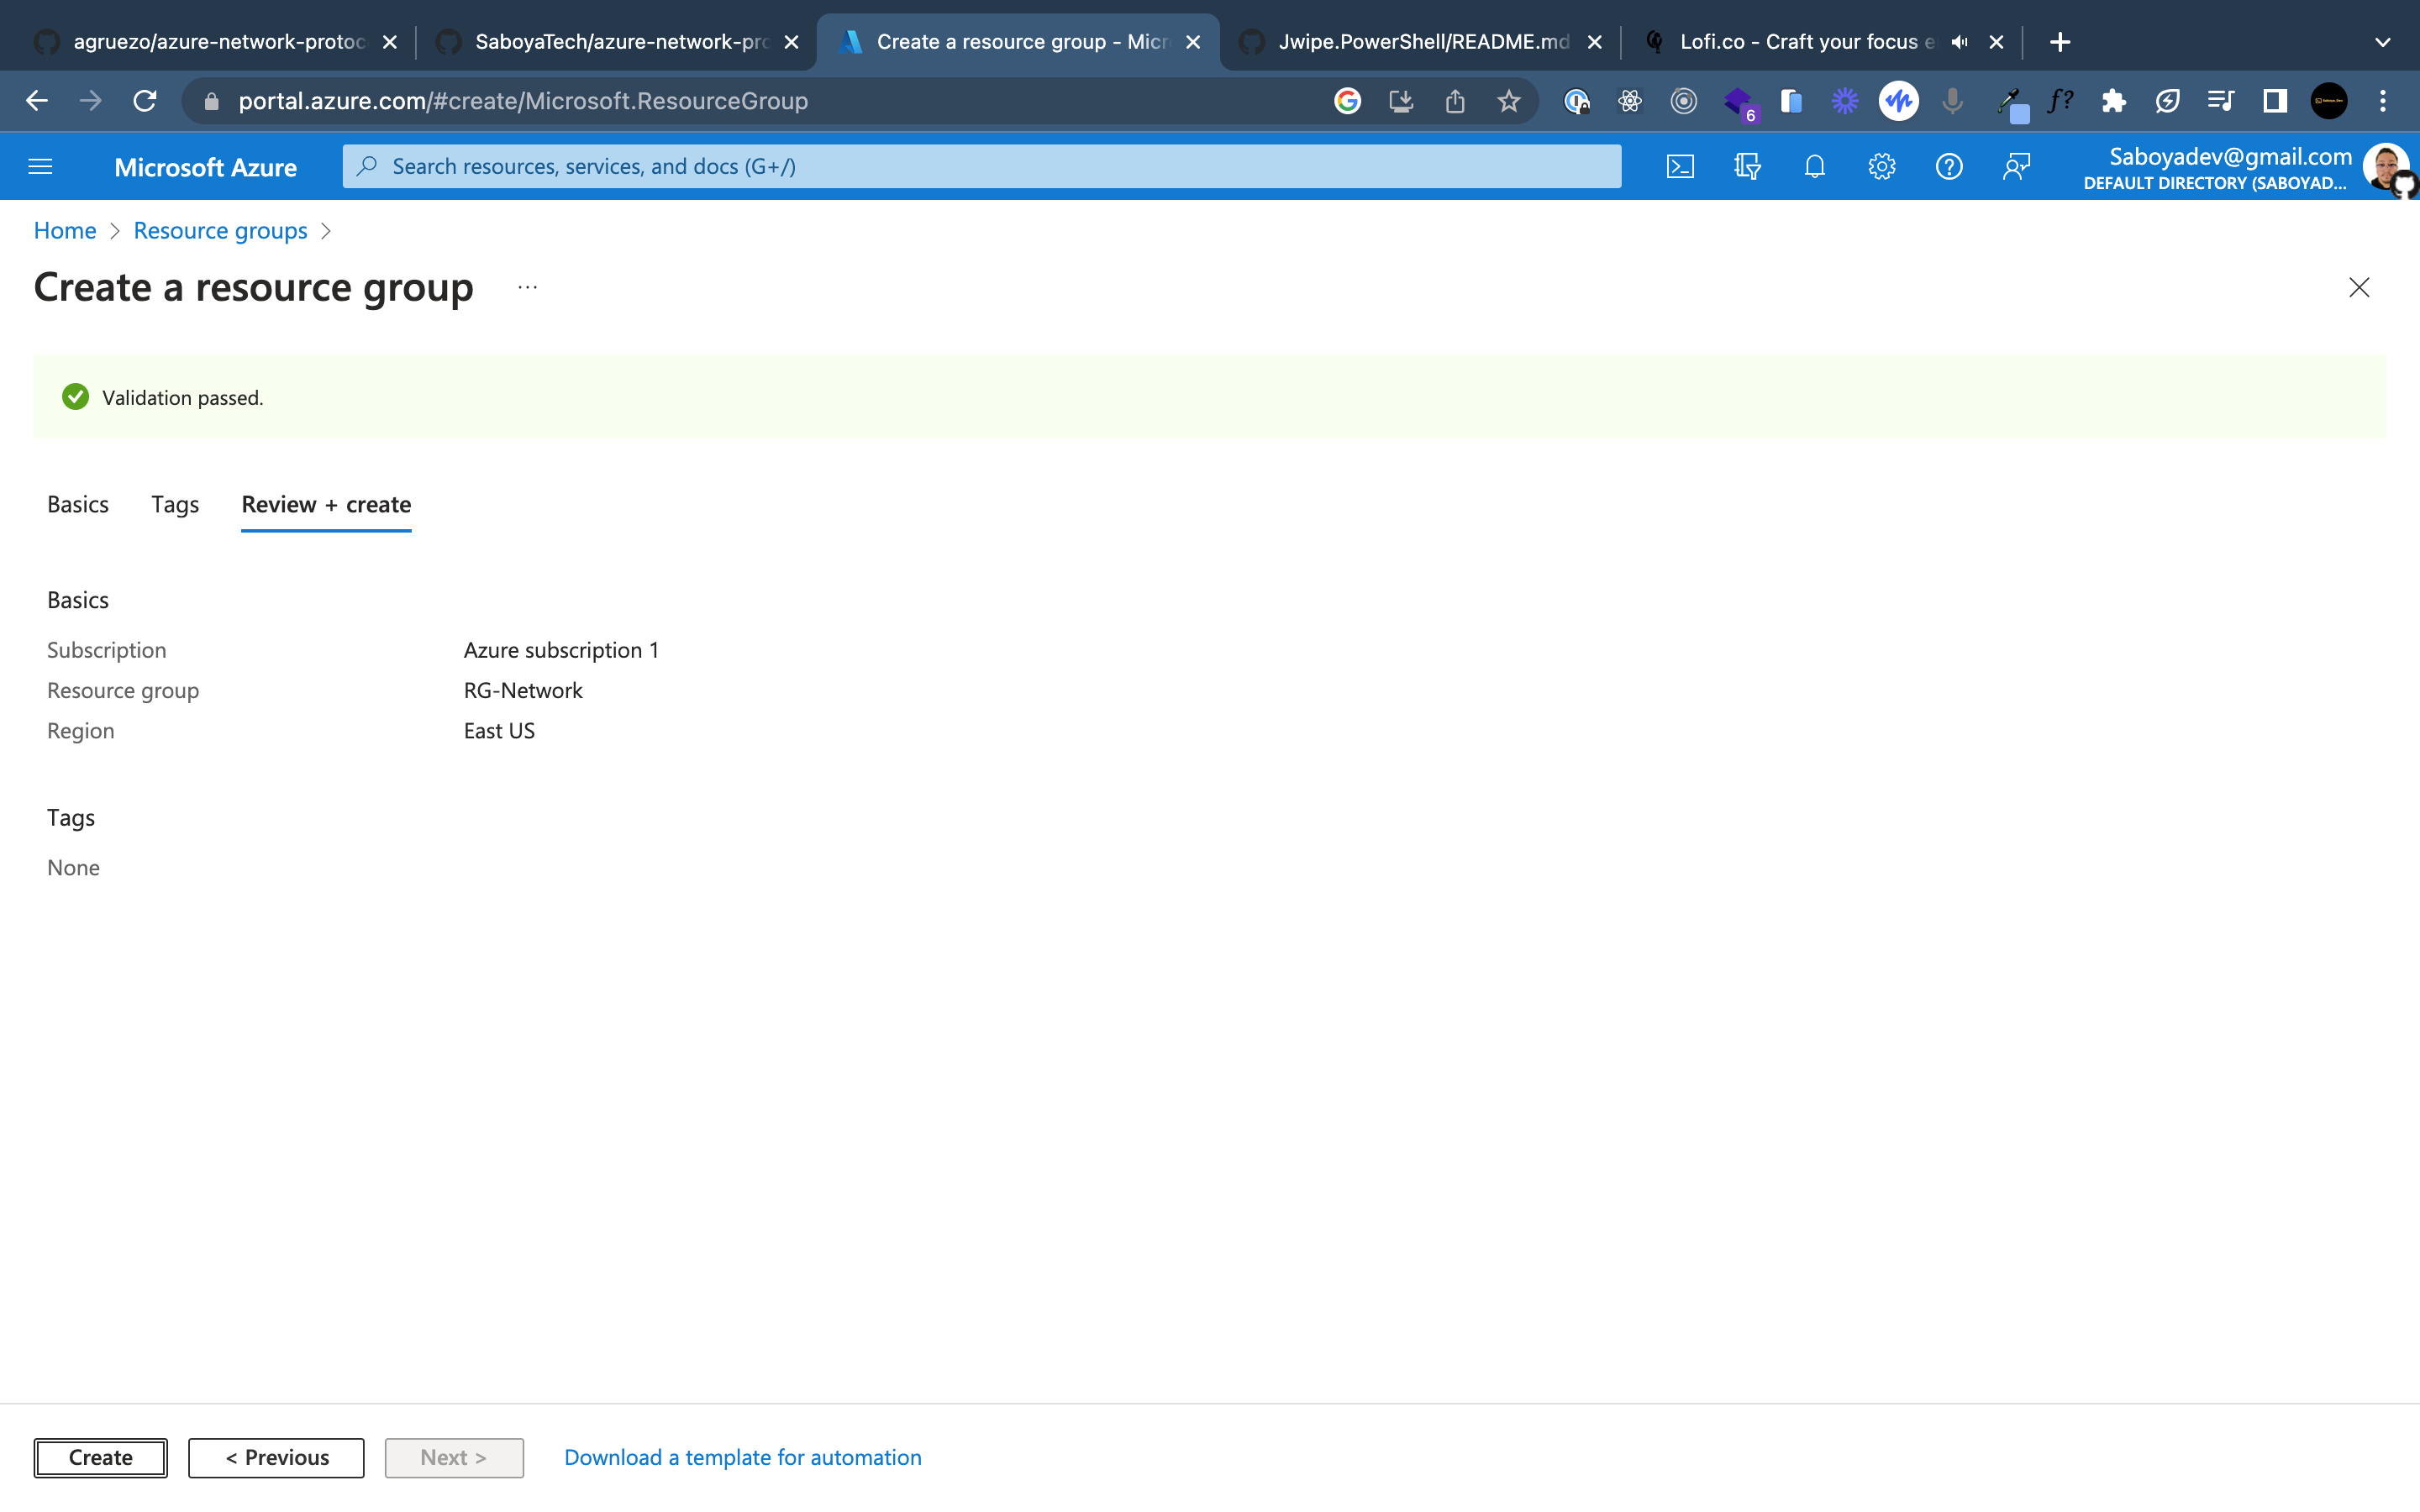 agruezo/azure-network-protoc
SaboyaTech/azure-network-pro
Create a resource group - Micr
Jwipe.PowerShell/README.md
Lofi.co - Craft your focus e
portal.azure.com/#create/Microsoft.ResourceGroup
6
f?
Microsoft Azure
Search resources, services, and docs (G+/)
Saboyadev@gmail.com
DEFAULT DIRECTORY (SABOYAD...
Home > Resource groups >
Create a resource group ...
Validation passed.
Basics Tags Review + create
Basics
Subscription Azure subscription 1
Resource group RG-Network
Region East US
Tags
None
Create < Previous Next > Download a template for automation